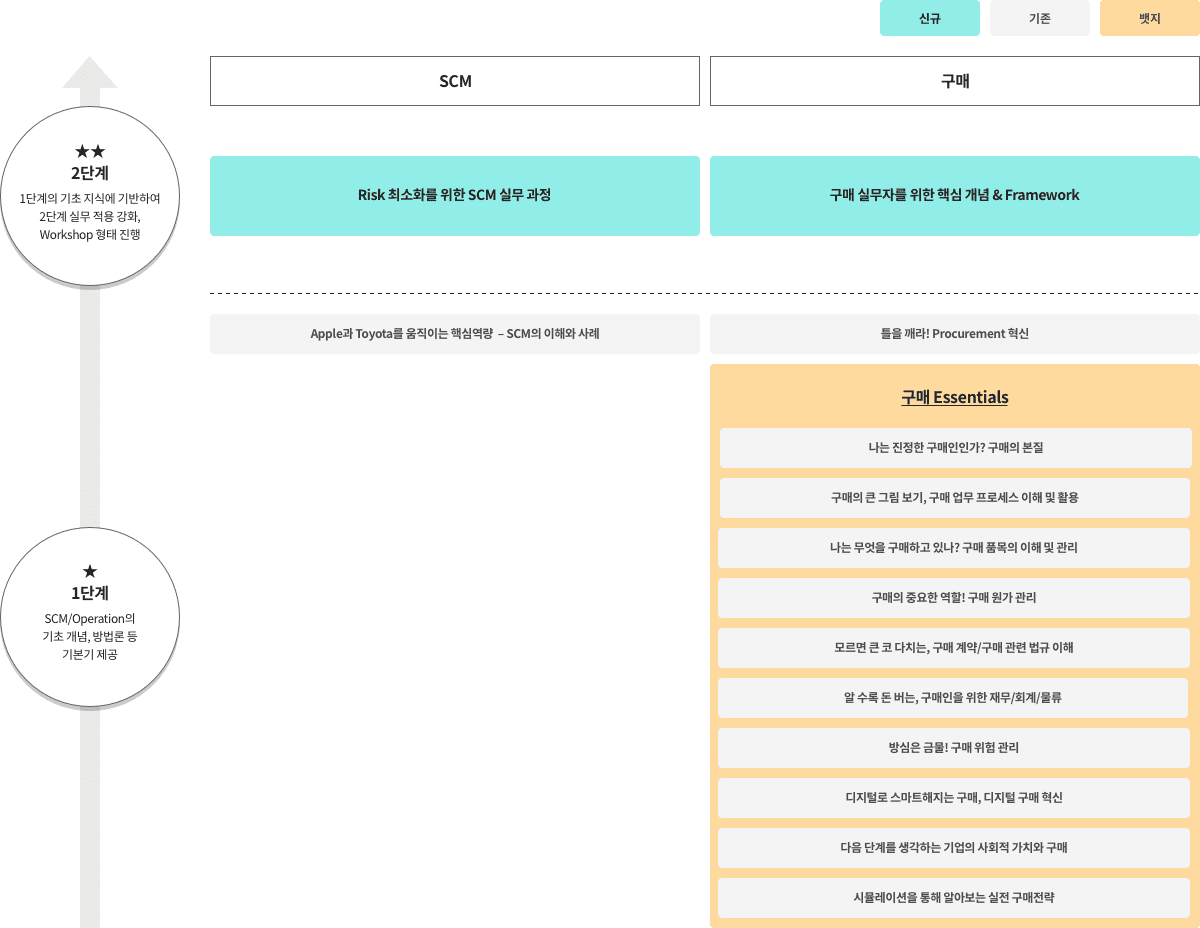 신규
기존
뱃지
SCM
구매
★★
2단계
1단계의 기초 지식에 기반하여
2단계 실무 적용 강화,
Workshop 형태 진행
Risk 최소화를 위한 SCM 실무 과정
구매 실무자를 위한 핵심 개념 & Framework
Apple과 Toyota를 움직이는 핵심역량 – SCM의 이해와 사례
틀을 깨라! Procurement 혁신
구매 Essentials
나는 진정한 구매인인가? 구매의 본질
구매의 큰 그림 보기, 구매 업무 프로세스 이해 및 활용
나는 무엇을 구매하고 있나? 구매 품목의 이해 및 관리
★
1단계
SCM/Operation의
기초 개념, 방법론 등
기본기 제공
구매의 중요한 역할! 구매 원가 관리
모르면 큰 코 다치는, 구매 계약/구매 관련 법규 이해
알 수록 돈 버는, 구매인을 위한 재무/회계/물류
방심은 금물! 구매 위험 관리
디지털로 스마트해지는 구매, 디지털 구매 혁신
다음 단계를 생각하는 기업의 사회적 가치와 구매
시뮬레이션을 통해 알아보는 실전 구매전략